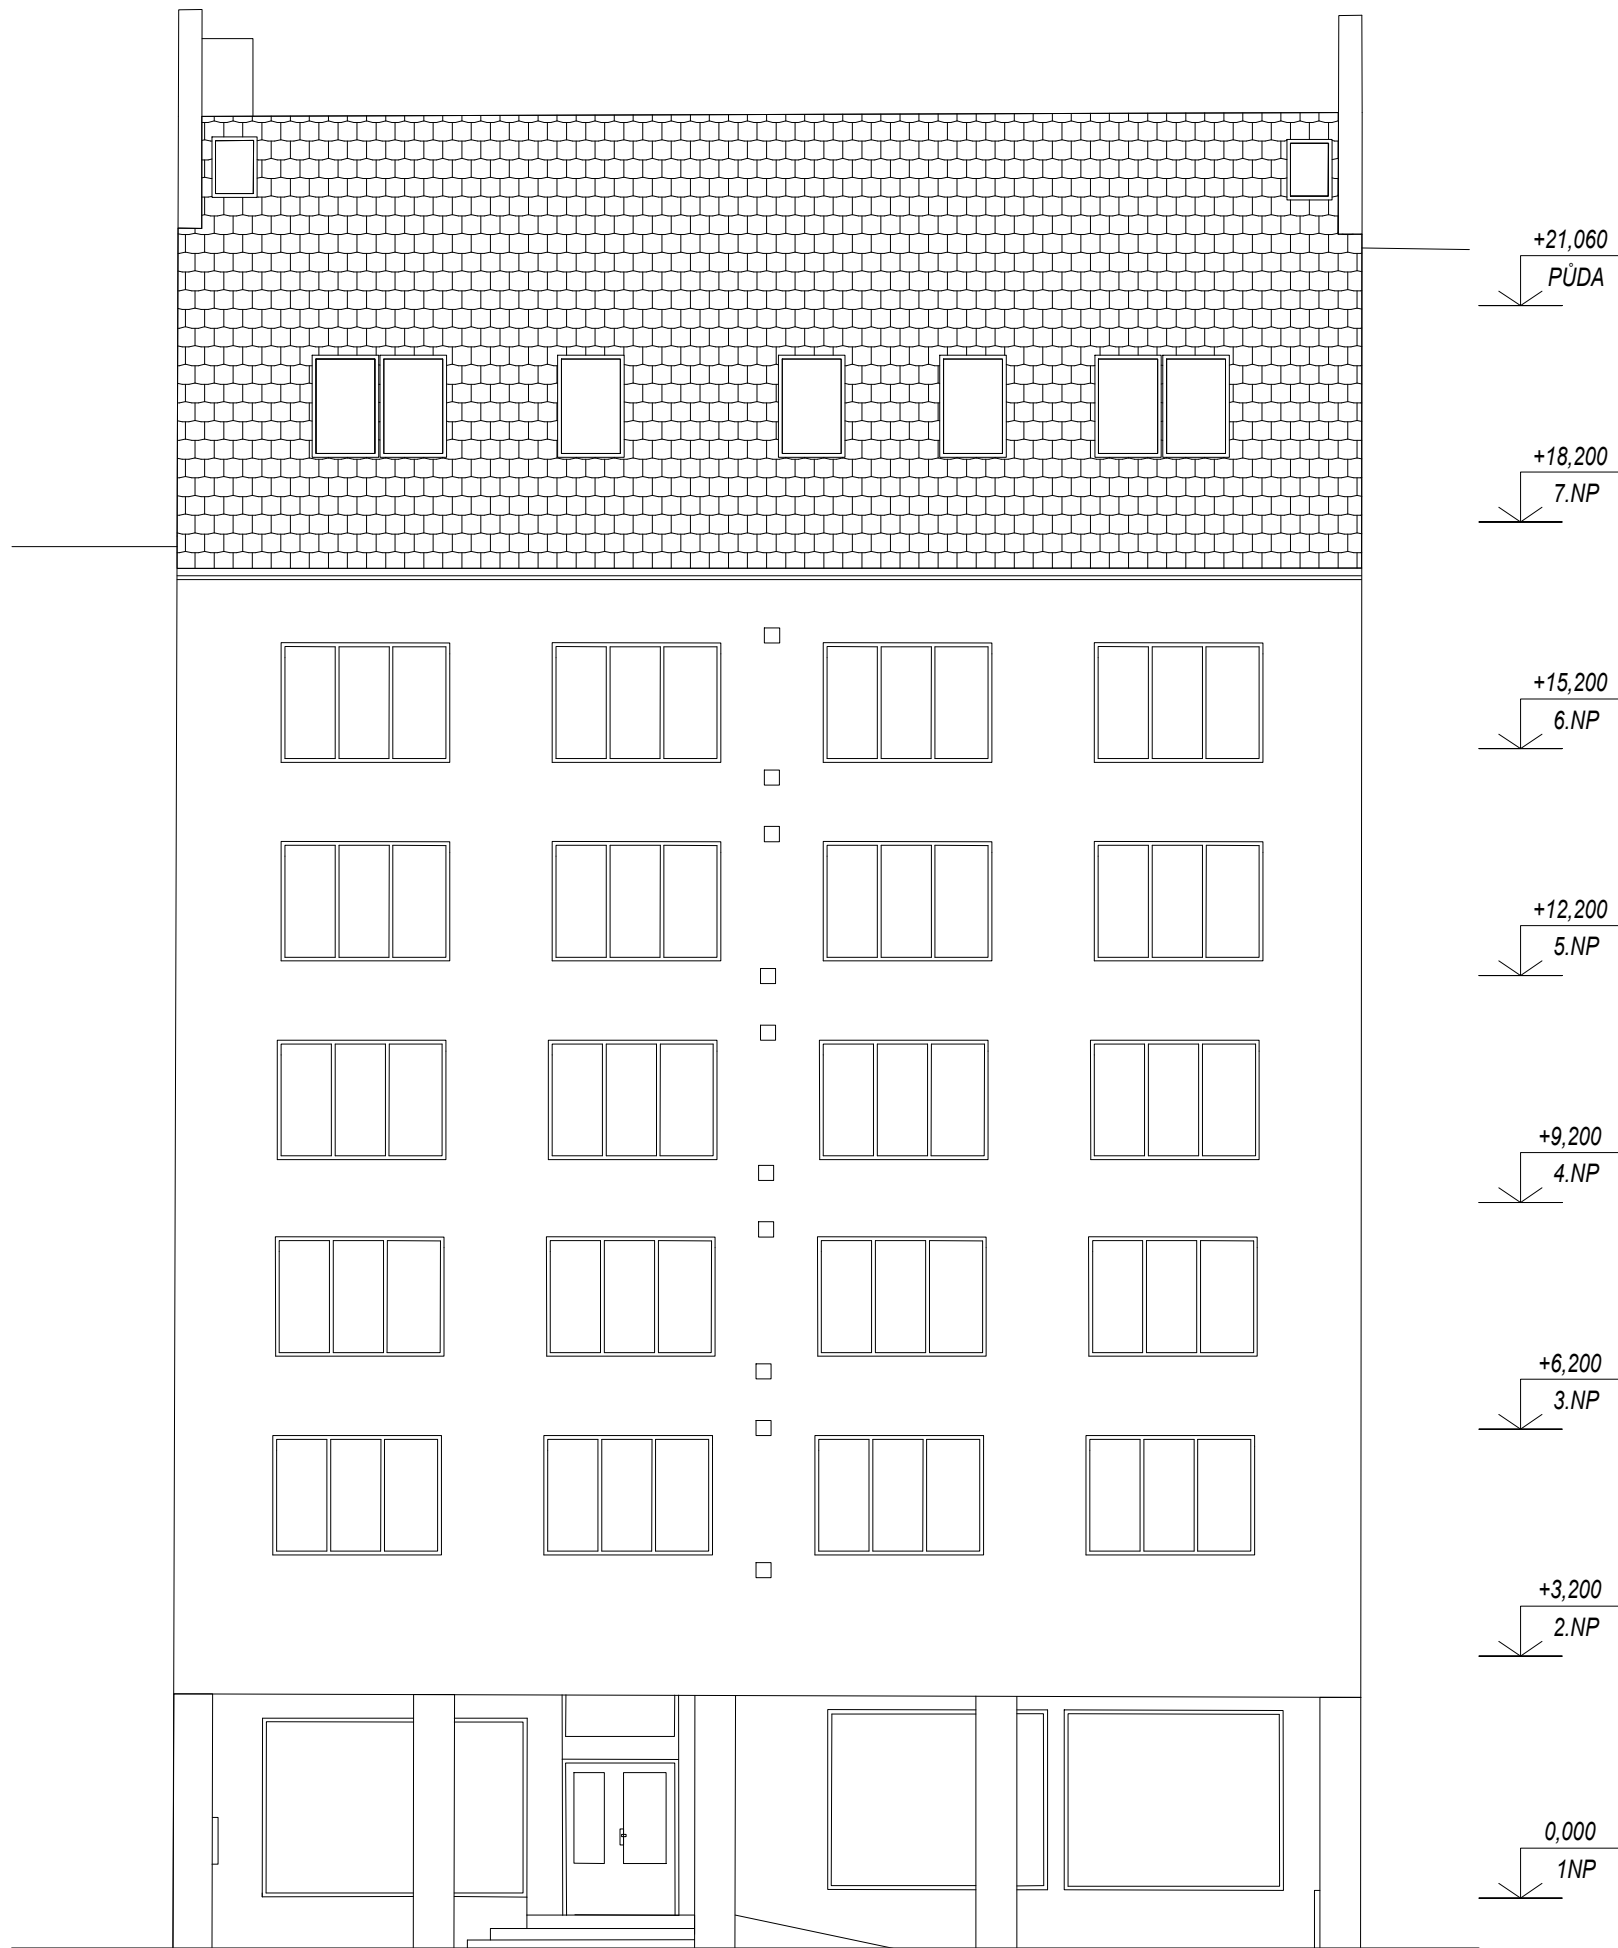 +21,060
PŮDA
+18,200
7.NP
+15,200
6.NP
+12,200
5.NP
+9,200
4.NP
+6,200
3.NP
+3,200
2.NP
0,000
1NP